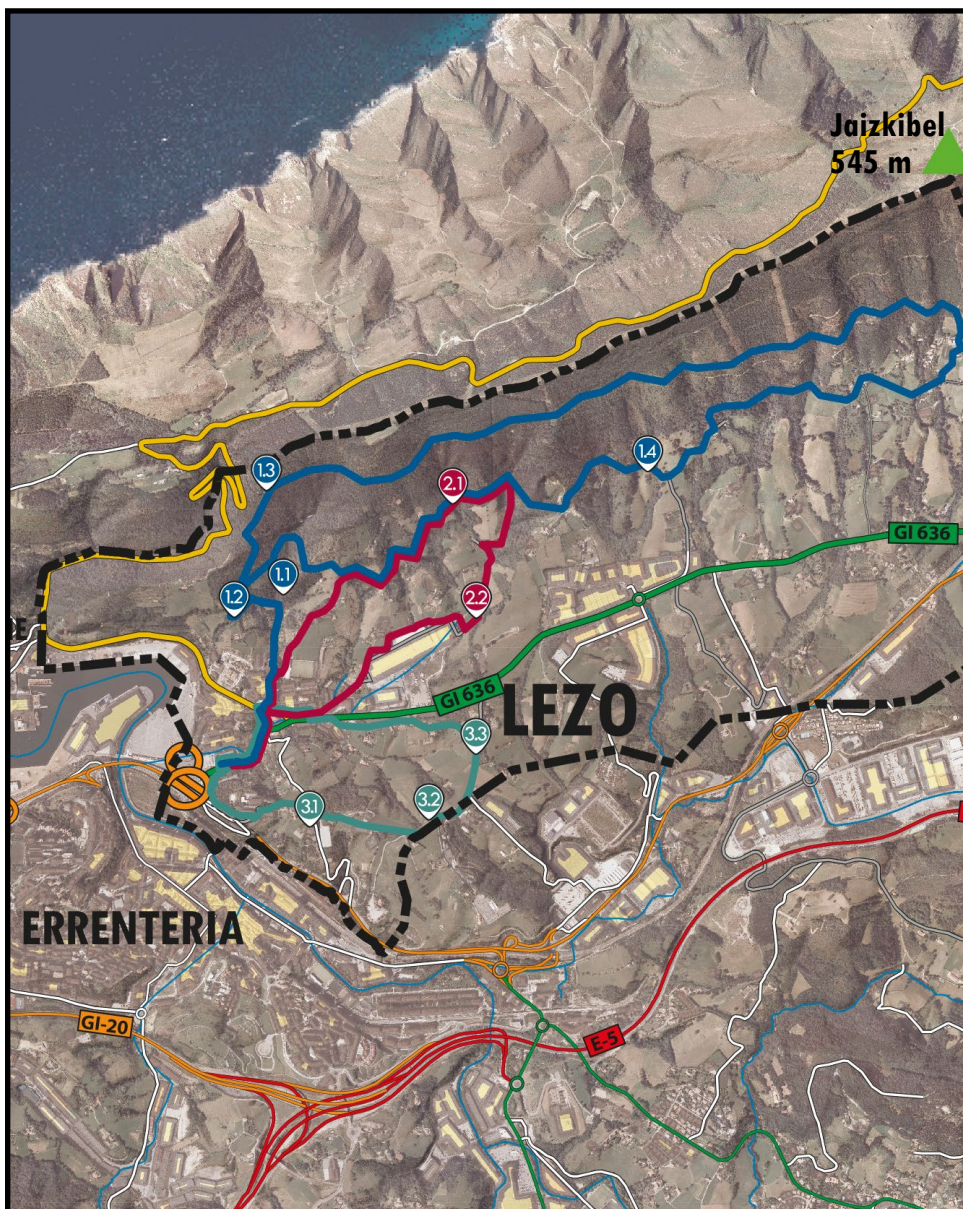 Jaizkibel
545 m
1.3
2.1
1.4
GI 636
1.1
1.2
2.2
E
GI 636
LEZO
3.3
3.1
3.2
ERRENTERIA
GI-20
E-5